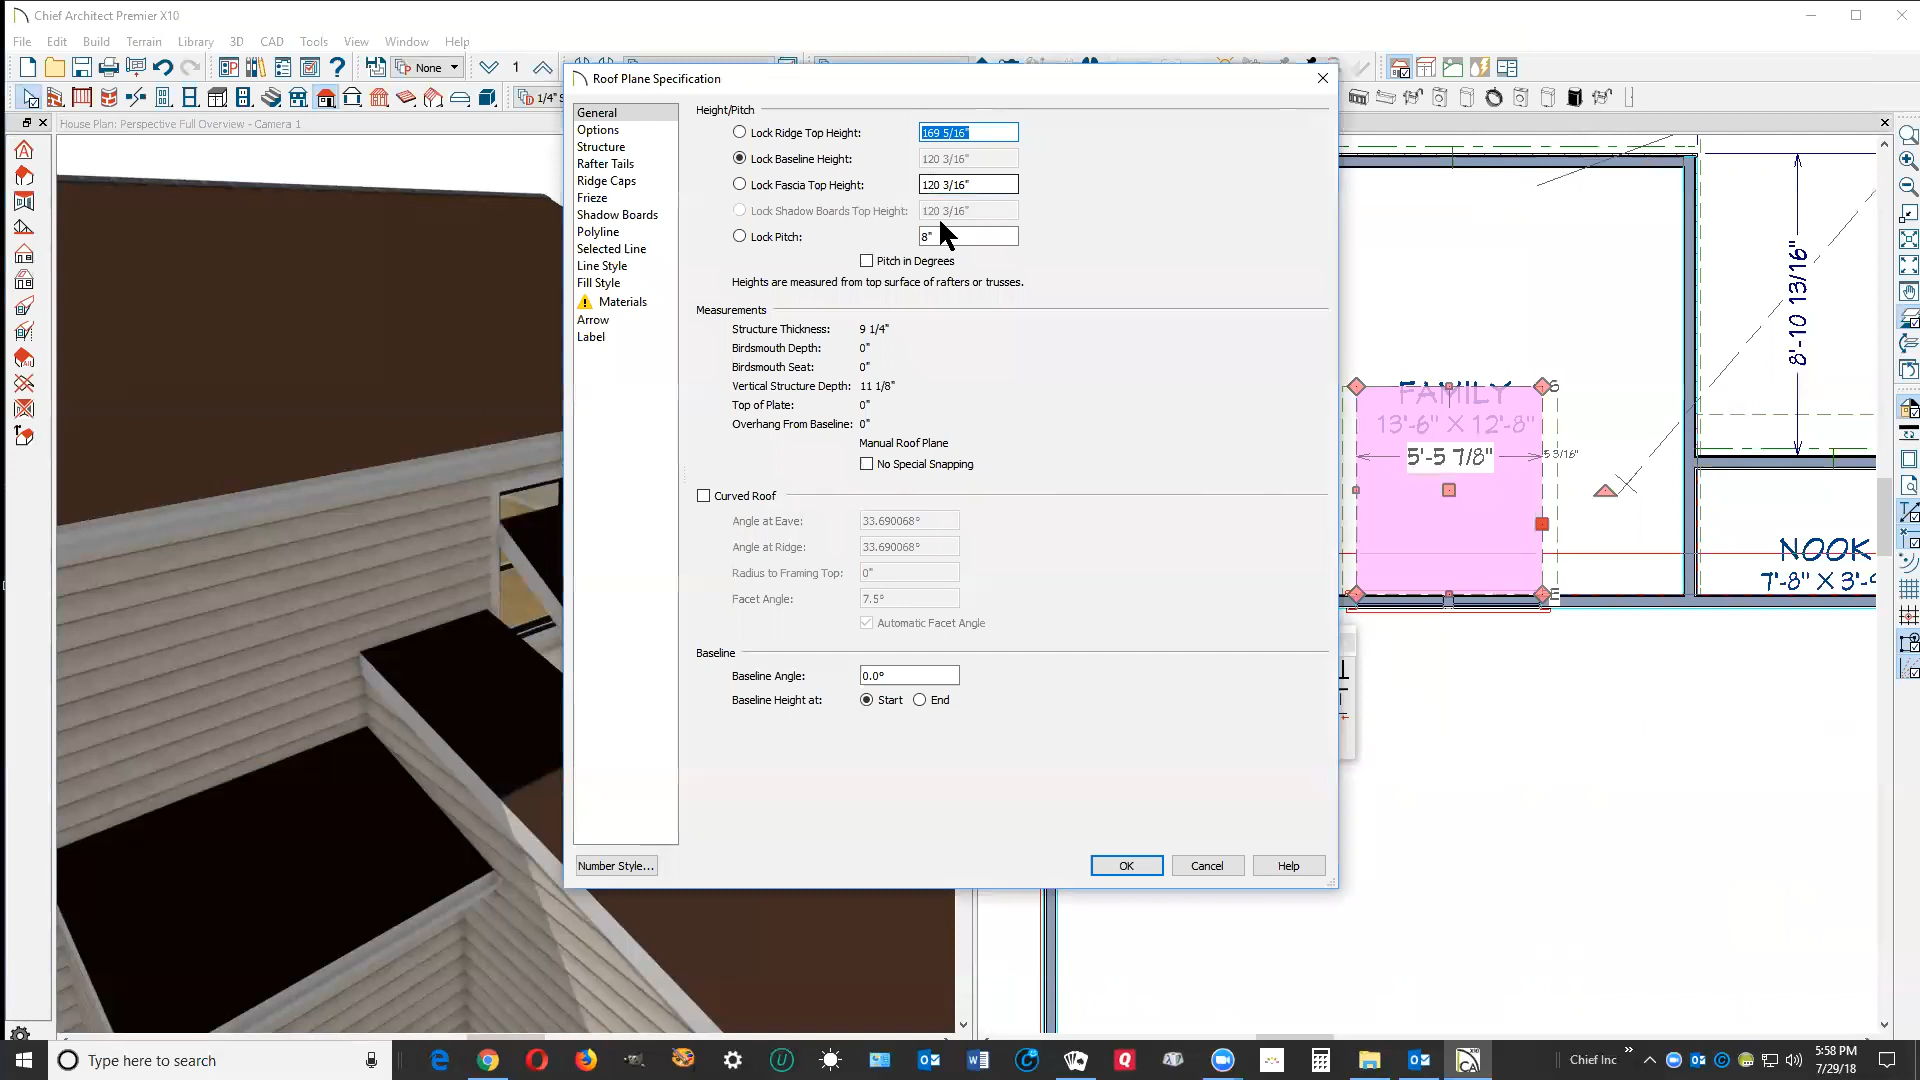 Chief Architect Premier X10
File Edit Build Terrain Library 3D CAD Tools View Window Help
None 1
1/4" S
House Plan: Perspective Full Overview - Camera 1
Roof Plane Specification
General
Options
Structure
Rafter Tails
Ridge Caps
Frieze
Shadow Boards
Polyline
Selected Line
Line Style
Fill Style
Materials
Arrow
Label
Height/Pitch
Lock Ridge Top Height: 169 5/16"
Lock Baseline Height: 120 3/16"
Lock Fascia Top Height: 120 3/16"
Lock Shadow Boards Top Height: 120 3/16"
Lock Pitch: 8"
Pitch in Degrees
Heights are measured from top surface of rafters or trusses.
Measurements
Structure Thickness: 9 1/4"
Birdsmouth Depth: 0"
Birdsmouth Seat: 0"
Vertical Structure Depth: 11 1/8"
Top of Plate: 0"
Overhang From Baseline: 0"
Manual Roof Plane
No Special Snapping
Curved Roof
Angle at Eave: 33.690068°
Angle at Ridge: 33.690068°
Radius to Framing Top: 0"
Facet Angle: 7.5°
Automatic Facet Angle
Baseline
Baseline Angle: 0.0°
Baseline Height at: Start End
Number Style... OK Cancel Help
8'-10 13/16"
FAMILY
13'-6" X 12'-8"
5'-5 7/8"
5 3/16"
NOOK
7'-8" X 3'-
Type here to search
Chief Inc
5:58 PM
7/29/18